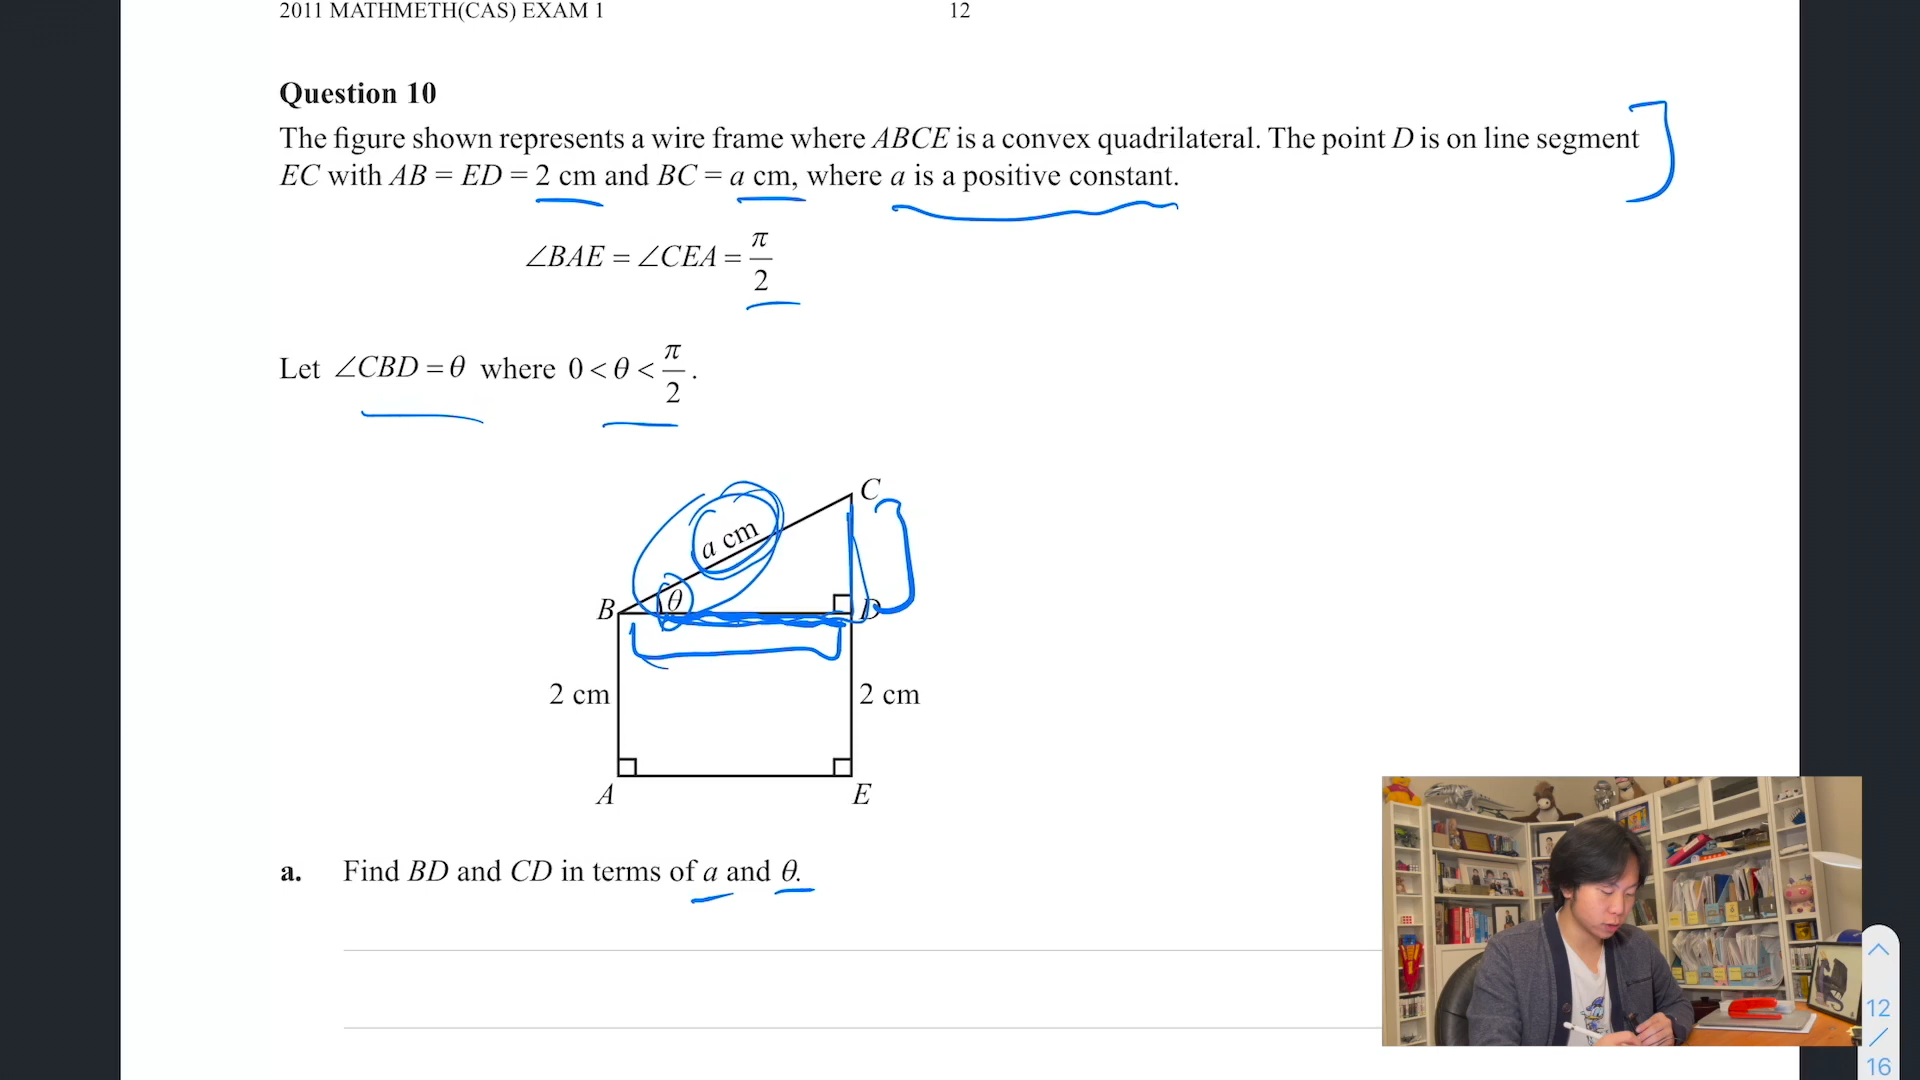 2011 MATHMETH(CAS) EXAM 1 12
Question 10
The figure shown represents a wire frame where ABCE is a convex quadrilateral. The point D is on line segment
EC with AB = ED = 2 cm and BC = a cm, where a is a positive constant.
∠BAE = ∠CEA = π/2
Let ∠CBD = θ where 0 < θ < π/2.
C
a cm
B θ D
2 cm 2 cm
A E
a. Find BD and CD in terms of a and θ.
12
/
16